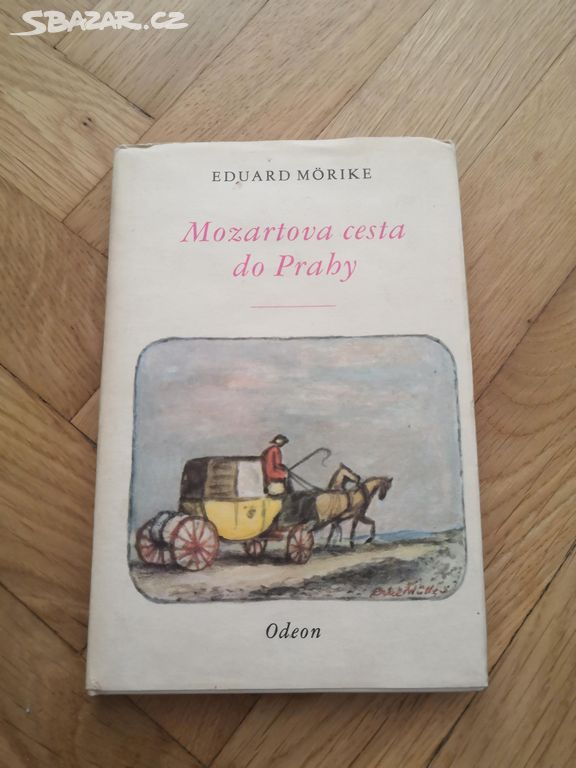 SBAZAR.CZ
EDUARD MÖRIKE
Mozartova cesta
do Prahy
Odeon